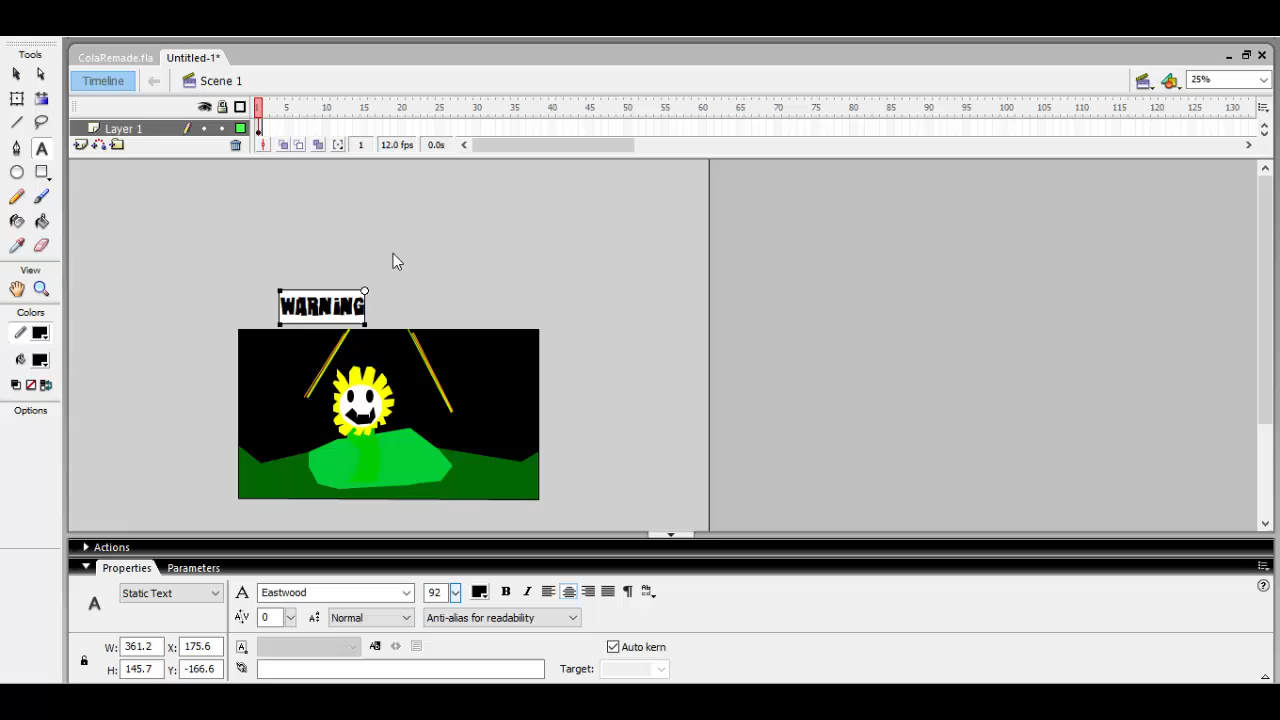 Tools
ColaRemade.fla
Untitled-1*
Timeline
Scene 1
25%
1 5 10 15 20 25 30 35 40 45 50 55 60 65 70 75 80 85 90 95 100 105 110 115 120 125 130
Layer 1
1 12.0 fps 0.0s
View
Colors
Options
WARNiNG
Actions
Properties Parameters
A Static Text A Eastwood 92 B I
A|V 0 Normal Anti-alias for readability
W: 361.2 X: 175.6 Auto kern
H: 145.7 Y: -166.6 Target: